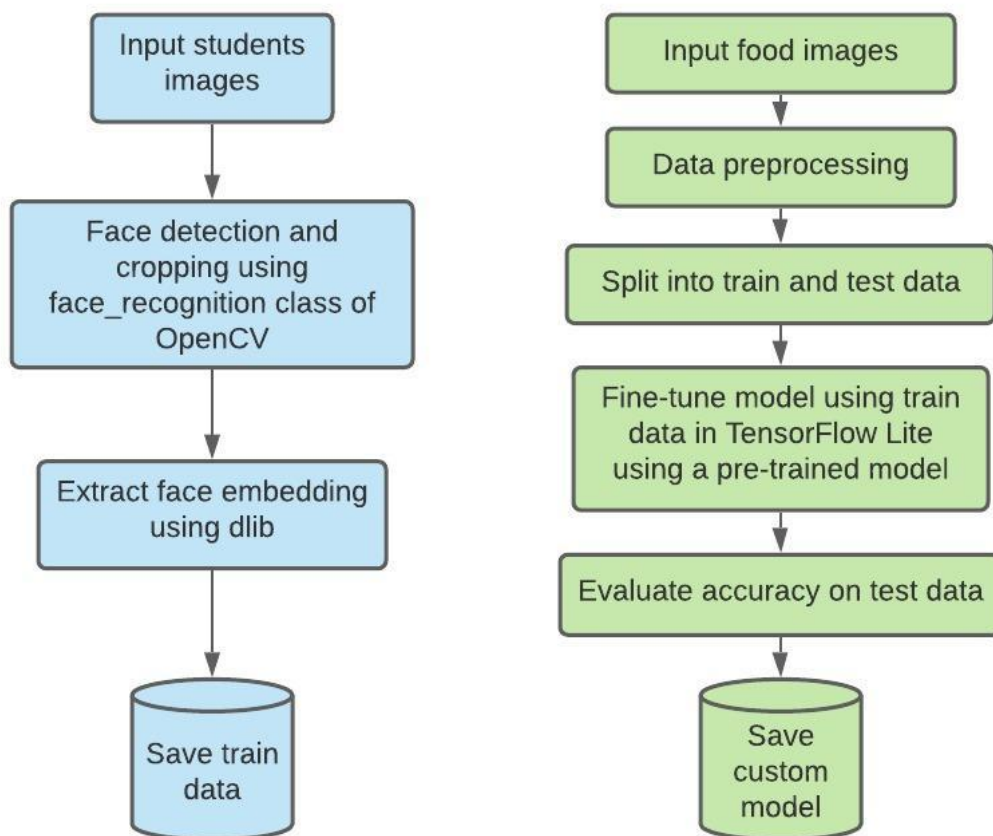 Input students
images
Face detection and
cropping using
face_recognition class of
OpenCV
Extract face embedding
using dlib
Save train
data
Input food images
Data preprocessing
Split into train and test data
Fine-tune model using train
data in TensorFlow Lite
using a pre-trained model
Evaluate accuracy on test data
Save
custom
model